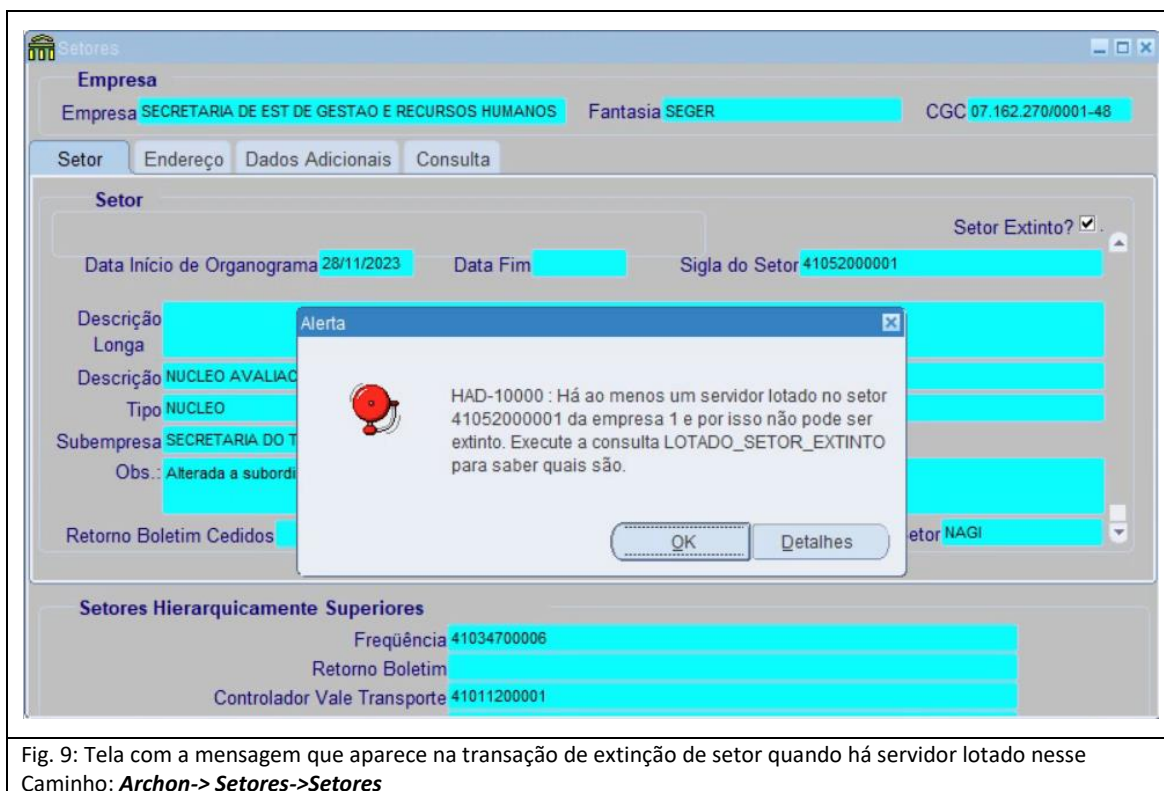 Setores
Empresa
Empresa SECRETARIA DE EST DE GESTAO E RECURSOS HUMANOS Fantasia SEGER CGC 07.162.270/0001-48
Setor Endereço Dados Adicionais Consulta
Setor
Setor Extinto?
Data Início de Organograma 28/11/2023 Data Fim Sigla do Setor 41052000001
Descrição
Longa
Descrição NUCLEO AVALIAC
Tipo NUCLEO
Subempresa SECRETARIA DO T
Obs.: Alterada a subordi
Retorno Boletim Cedidos etor NAGI
Alerta
HAD-10000 : Há ao menos um servidor lotado no setor
41052000001 da empresa 1 e por isso não pode ser
extinto. Execute a consulta LOTADO_SETOR_EXTINTO
para saber quais são.
OK Detalhes
Setores Hierarquicamente Superiores
Freqüência 41034700006
Retorno Boletim
Controlador Vale Transporte 41011200001
Fig. 9: Tela com a mensagem que aparece na transação de extinção de setor quando há servidor lotado nesse
Caminho: Archon-> Setores->Setores